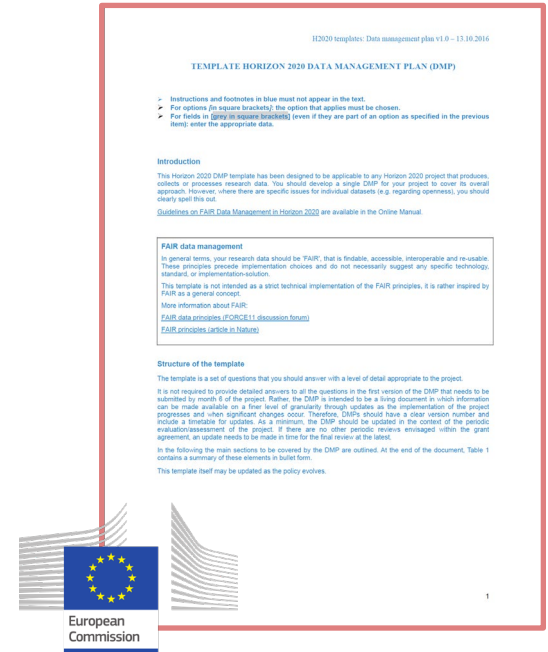 H2020 templates: Data management plan v1.0 – 13.10.2016
TEMPLATE HORIZON 2020 DATA MANAGEMENT PLAN (DMP)
➢ Instructions and footnotes in blue must not appear in the text.
➢ For options [in square brackets]: the option that applies must be chosen.
➢ For fields in [grey in square brackets] (even if they are part of an option as specified in the previous
item): enter the appropriate data.
Introduction
This Horizon 2020 DMP template has been designed to be applicable to any Horizon 2020 project that produces,
collects or processes research data. You should develop a single DMP for your project to cover its overall
approach. However, where there are specific issues for individual datasets (e.g. regarding openness), you should
clearly spell this out.
Guidelines on FAIR Data Management in Horizon 2020 are available in the Online Manual.
FAIR data management
In general terms, your research data should be 'FAIR', that is findable, accessible, interoperable and re-usable.
These principles precede implementation choices and do not necessarily suggest any specific technology,
standard, or implementation-solution.
This template is not intended as a strict technical implementation of the FAIR principles, it is rather inspired by
FAIR as a general concept.
More information about FAIR:
FAIR data principles (FORCE11 discussion forum)
FAIR principles (article in Nature)
Structure of the template
The template is a set of questions that you should answer with a level of detail appropriate to the project.
It is not required to provide detailed answers to all the questions in the first version of the DMP that needs to be
submitted by month 6 of the project. Rather, the DMP is intended to be a living document in which information
can be made available on a finer level of granularity through updates as the implementation of the project
progresses and when significant changes occur. Therefore, DMPs should have a clear version number and
include a timetable for updates. As a minimum, the DMP should be updated in the context of the periodic
evaluation/assessment of the project. If there are no other periodic reviews envisaged within the grant
agreement, an update needs to be made in time for the final review at the latest.
In the following the main sections to be covered by the DMP are outlined. At the end of the document, Table 1
contains a summary of these elements in bullet form.
This template itself may be updated as the policy evolves.
1
European
Commission